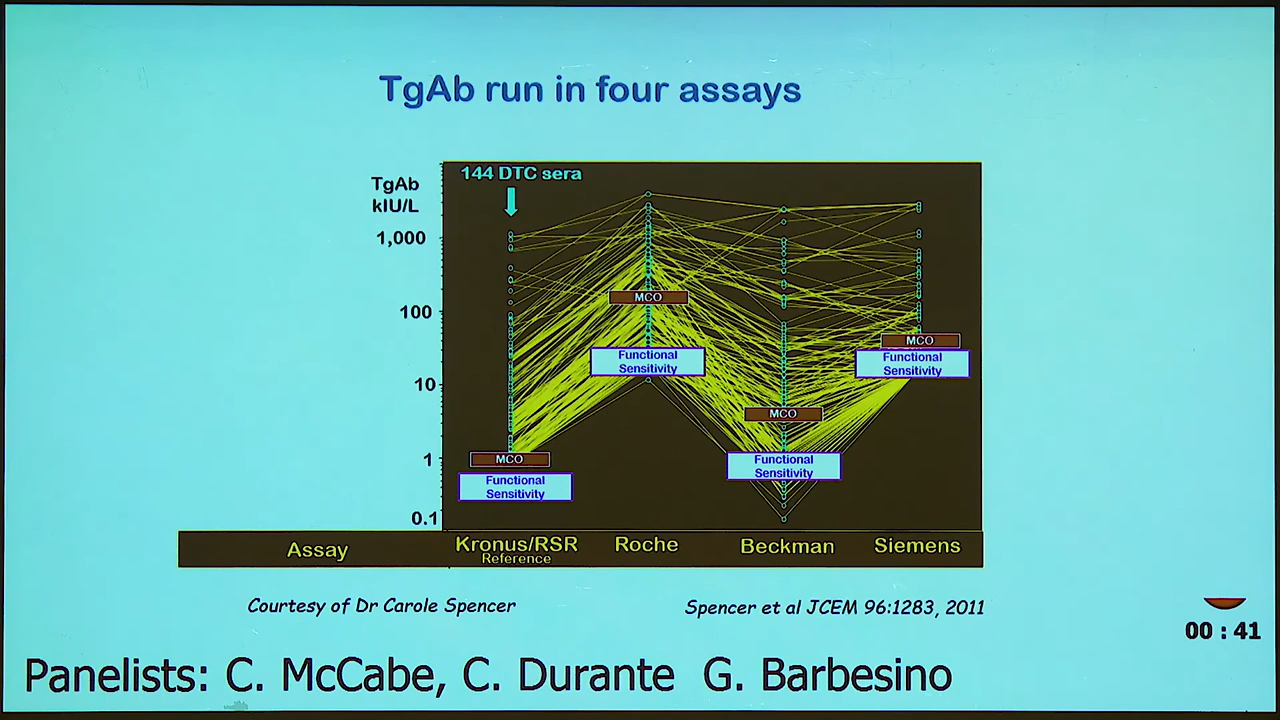 TgAb run in four assays
TgAb
kIU/L
144 DTC sera
1,000
100
10
1
0.1
MCO
Functional
Sensitivity
MCO
Functional
Sensitivity
MCO
Functional
Sensitivity
MCO
Functional
Sensitivity
Assay
Kronus/RSR
Reference
Roche
Beckman
Siemens
Courtesy of Dr Carole Spencer
Spencer et al JCEM 96:1283, 2011
00 : 41
Panelists: C. McCabe, C. Durante G. Barbesino